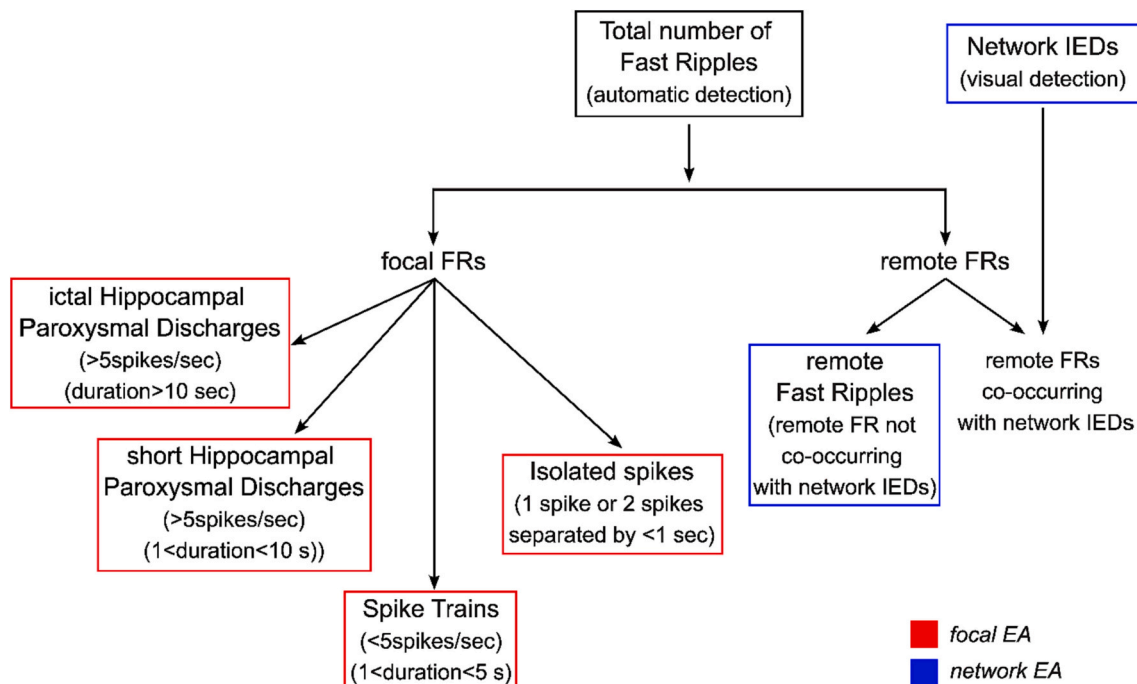 Total number of
Fast Ripples
(automatic detection)
Network IEDs
(visual detection)
focal FRs
remote FRs
ictal Hippocampal
Paroxysmal Discharges
(>5spikes/sec)
(duration>10 sec)
short Hippocampal
Paroxysmal Discharges
(>5spikes/sec)
(1<duration<10 s))
Spike Trains
(<5spikes/sec)
(1<duration<5 s)
Isolated spikes
(1 spike or 2 spikes
separated by <1 sec)
remote
Fast Ripples
(remote FR not
co-occurring
with network IEDs)
remote FRs
co-occurring
with network IEDs
focal EA
network EA